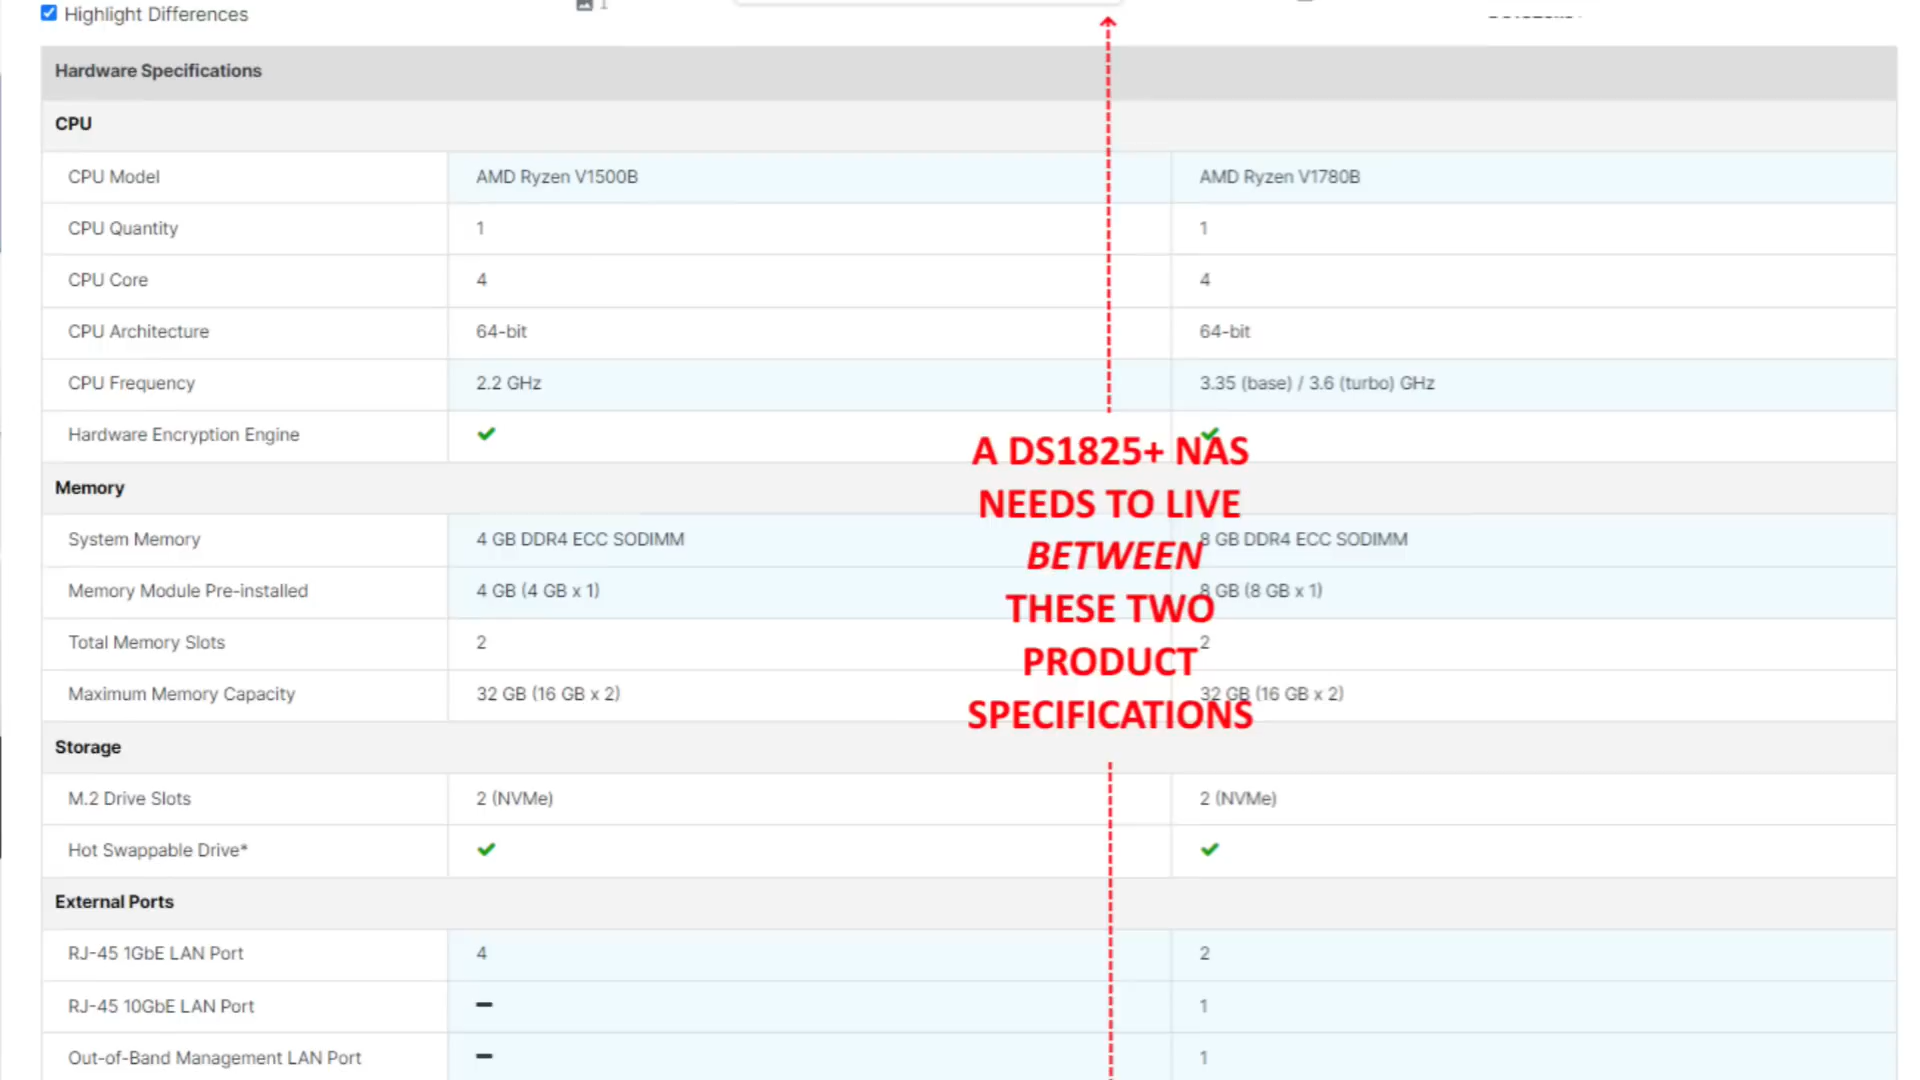 Highlight Differences
1
Hardware Specifications
CPU
CPU Model AMD Ryzen V1500B AMD Ryzen V1780B
CPU Quantity 1 1
CPU Core 4 4
CPU Architecture 64-bit 64-bit
CPU Frequency 2.2 GHz 3.35 (base) / 3.6 (turbo) GHz
Hardware Encryption Engine
A DS1825+ NAS
NEEDS TO LIVE
BETWEEN
THESE TWO
PRODUCT
SPECIFICATIONS
Memory
System Memory 4 GB DDR4 ECC SODIMM 8 GB DDR4 ECC SODIMM
Memory Module Pre-installed 4 GB (4 GB x 1) 8 GB (8 GB x 1)
Total Memory Slots 2 2
Maximum Memory Capacity 32 GB (16 GB x 2) 32 GB (16 GB x 2)
Storage
M.2 Drive Slots 2 (NVMe) 2 (NVMe)
Hot Swappable Drive*
External Ports
RJ-45 1GbE LAN Port 4 2
RJ-45 10GbE LAN Port - 1
Out-of-Band Management LAN Port - 1